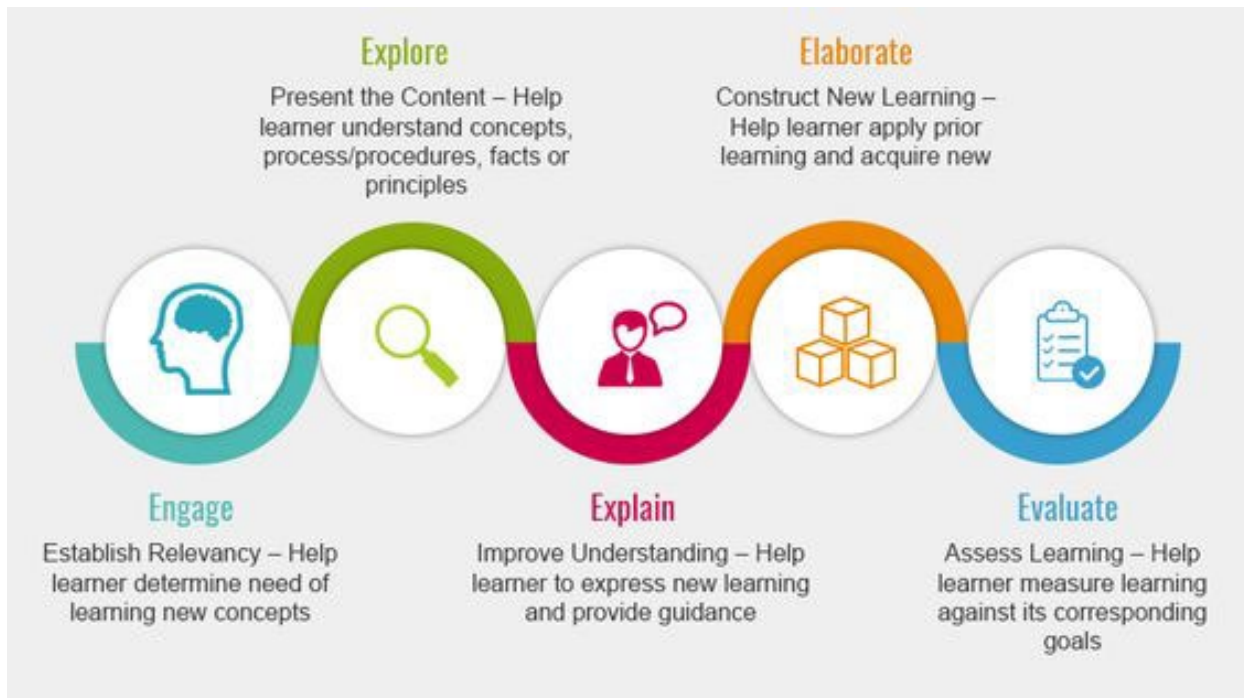 Explore
Present the Content – Help
learner understand concepts,
process/procedures, facts or
principles
Elaborate
Construct New Learning –
Help learner apply prior
learning and acquire new
Engage
Establish Relevancy – Help
learner determine need of
learning new concepts
Explain
Improve Understanding – Help
learner to express new learning
and provide guidance
Evaluate
Assess Learning – Help
learner measure learning
against its corresponding
goals